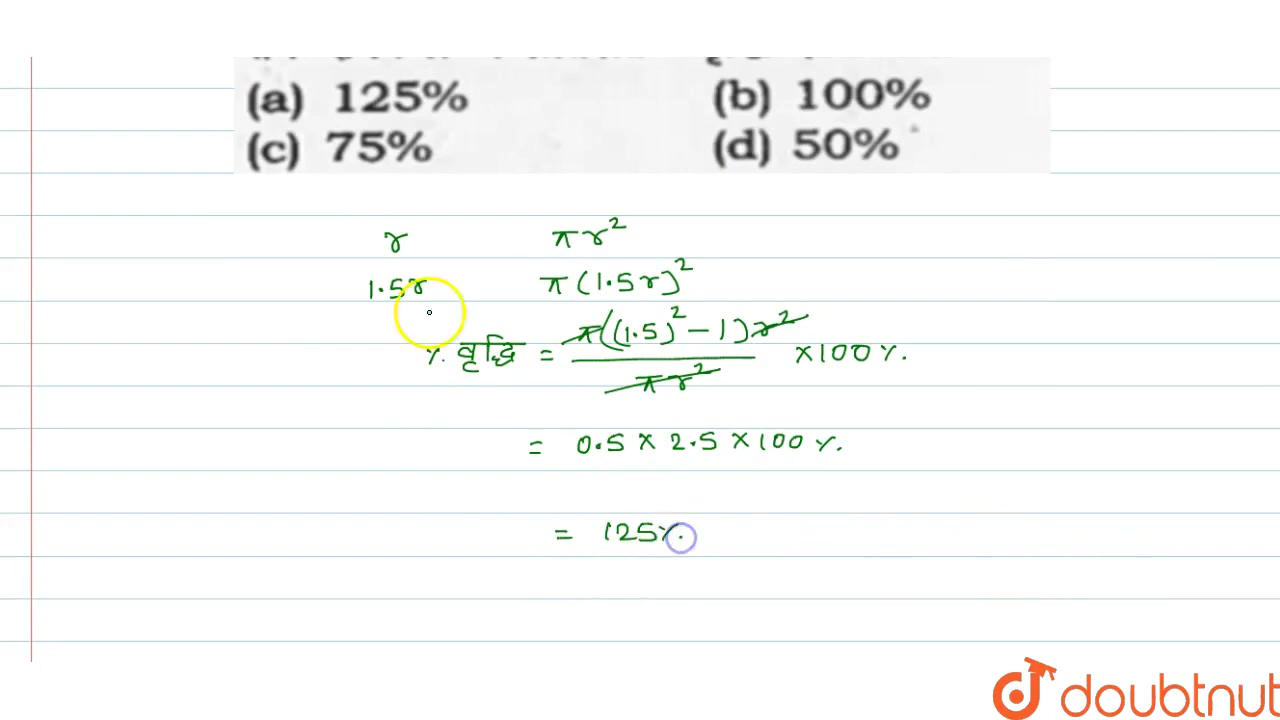 (a) 125% (b) 100%
(c) 75% (d) 50%
r πr²
1.5r π(1.5r)²
%. वृद्धि = π((1.5)²-1)r² / πr² ×100%.
= 0.5 × 2.5 × 100 %.
= 125%.
doubtnut